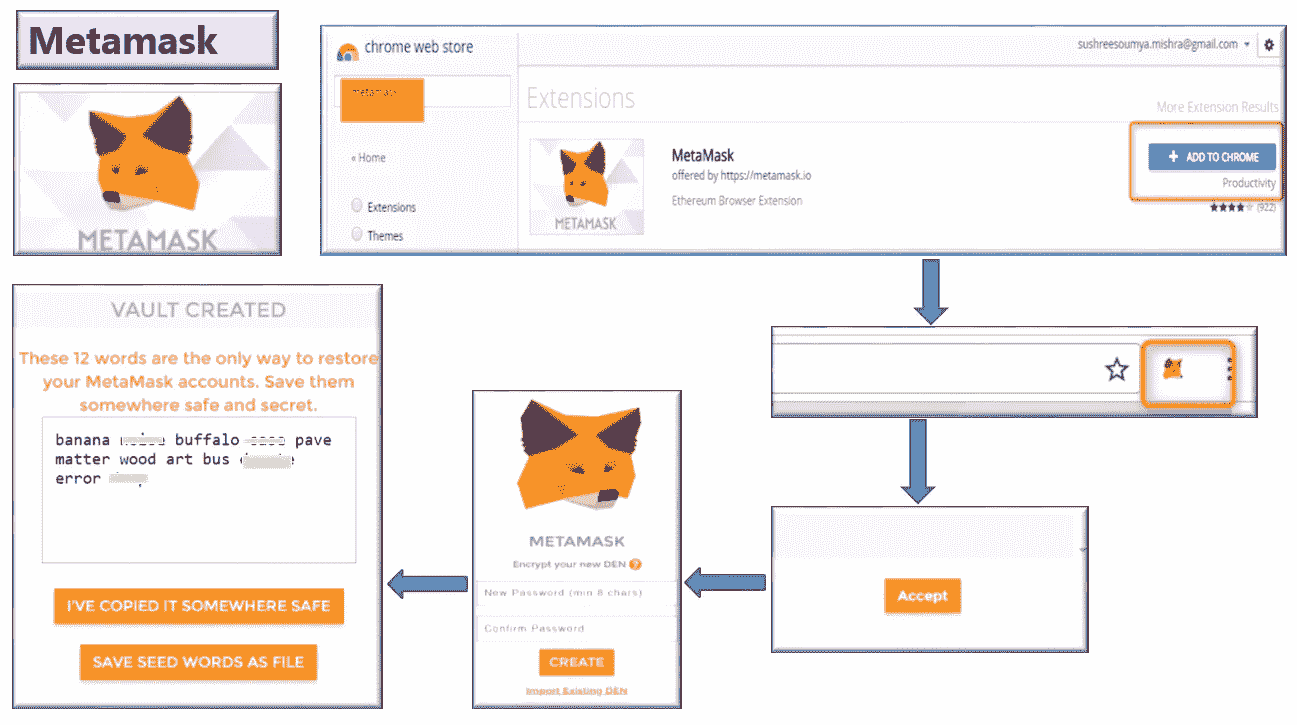 Metamask
METAMASK
chrome web store
sushreesoumya.mishra@gmail.com
metamask
Extensions
More Extension Results
« Home
Extensions
Themes
MetaMask
offered by https://metamask.io
Ethereum Browser Extension
METAMASK
+ ADD TO CHROME
Productivity
(922)
Accept
METAMASK
Encrypt your new DEN ?
New Password (min 8 chars)
Confirm Password
CREATE
Import Existing DEN
VAULT CREATED
These 12 words are the only way to restore
your MetaMask accounts. Save them
somewhere safe and secret.
banana buffalo pave
matter wood art bus
error
I'VE COPIED IT SOMEWHERE SAFE
SAVE SEED WORDS AS FILE